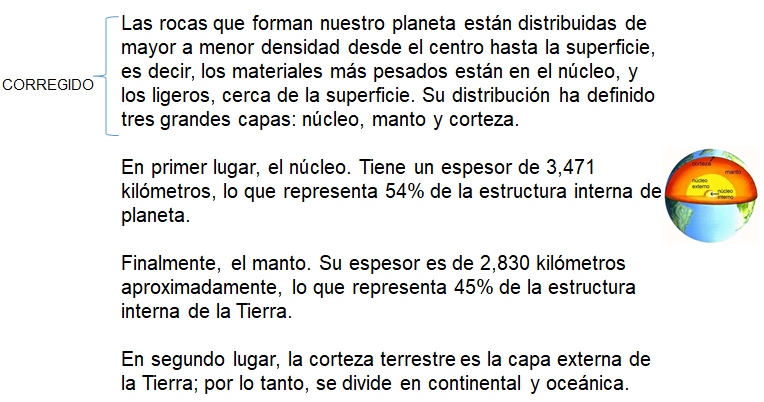 Las rocas que forman nuestro planeta están distribuidas de
mayor a menor densidad desde el centro hasta la superficie,
es decir, los materiales más pesados están en el núcleo, y
los ligeros, cerca de la superficie. Su distribución ha definido
tres grandes capas: núcleo, manto y corteza.
CORREGIDO
En primer lugar, el núcleo. Tiene un espesor de 3,471
kilómetros, lo que representa 54% de la estructura interna de
planeta.
corteza
manto
núcleo
externo
núcleo
interno
Finalmente, el manto. Su espesor es de 2,830 kilómetros
aproximadamente, lo que representa 45% de la estructura
interna de la Tierra.
En segundo lugar, la corteza terrestre es la capa externa de
la Tierra; por lo tanto, se divide en continental y oceánica.